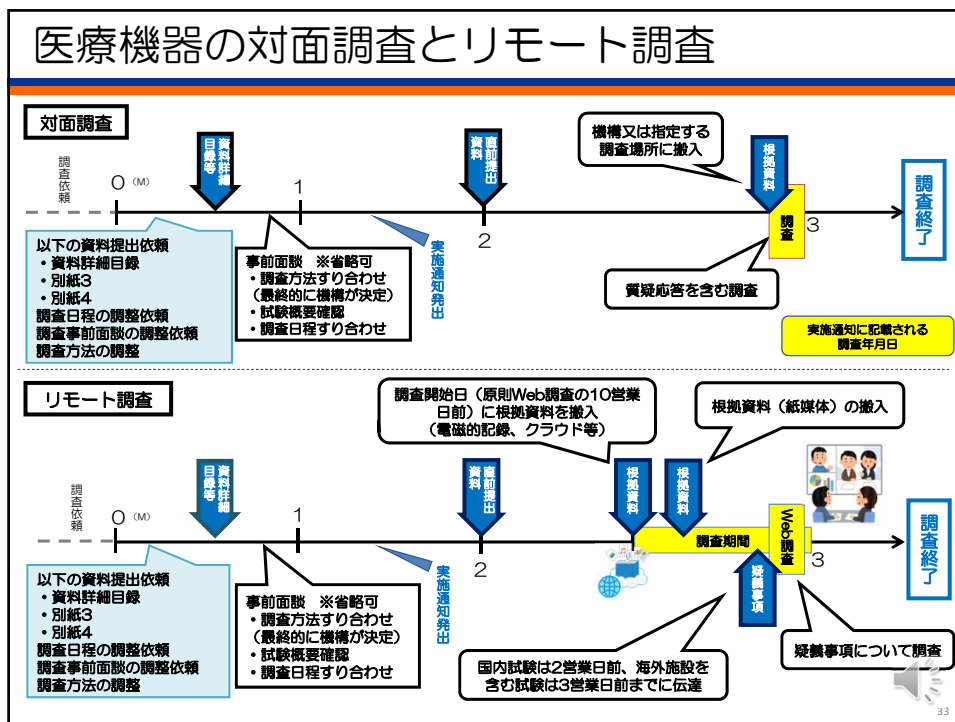 医療機器の対面調査とリモート調査
対面調査
調査依頼
0 (M)
資料詳細
目録等
1
直前提出
資料
2
機構又は指定する
調査場所に搬入
根拠資料
調査
3
調査終了
以下の資料提出依頼
・資料詳細目録
・別紙3
・別紙4
調査日程の調整依頼
調査事前面談の調整依頼
調査方法の調整
事前面談 ※省略可
・調査方法すり合わせ
（最終的に機構が決定）
・試験概要確認
・調査日程すり合わせ
実施通知発出
質疑応答を含む調査
実施通知に記載される
調査年月日
リモート調査
調査開始日（原則Web調査の10営業
日前）に根拠資料を搬入
（電磁的記録、クラウド等）
根拠資料（紙媒体）の搬入
調査依頼
0 (M)
資料詳細
目録等
1
直前提出
資料
2
根拠資料
根拠資料
調査期間
Web調査
3
調査終了
疑義事項
以下の資料提出依頼
・資料詳細目録
・別紙3
・別紙4
調査日程の調整依頼
調査事前面談の調整依頼
調査方法の調整
事前面談 ※省略可
・調査方法すり合わせ
（最終的に機構が決定）
・試験概要確認
・調査日程すり合わせ
実施通知発出
国内試験は2営業日前、海外施設を
含む試験は3営業日前までに伝達
疑義事項について調査
33